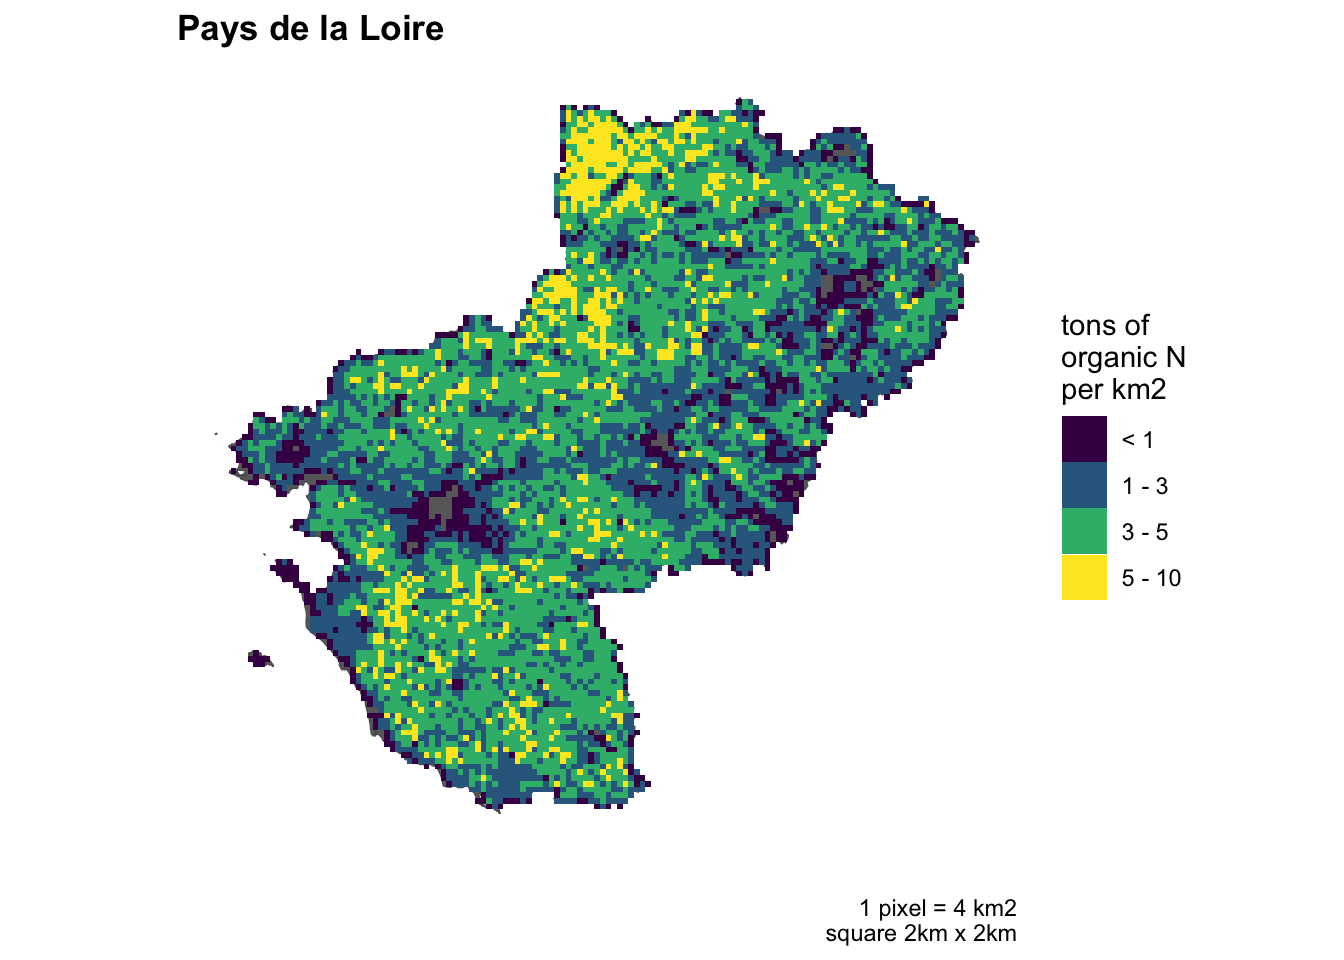 Pays de la Loire
tons of
organic N
per km2
< 1
1 - 3
3 - 5
5 - 10
1 pixel = 4 km2
square 2km x 2km